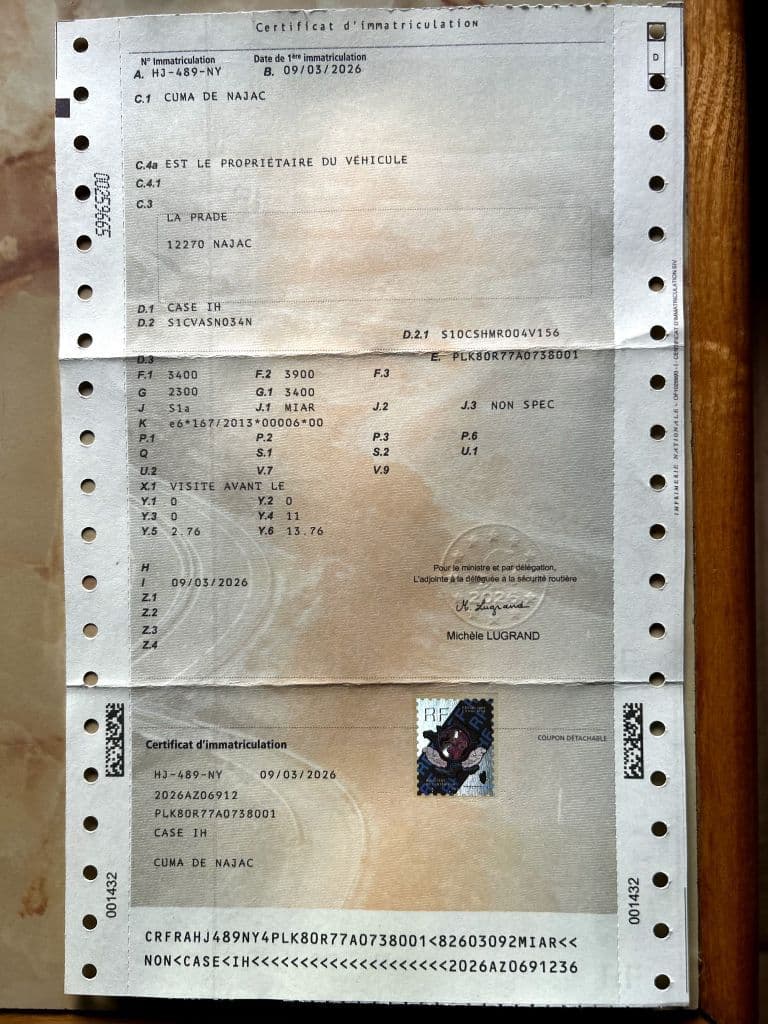 Certificat d'immatriculation
N° Immatriculation Date de 1ère immatriculation
A. HJ-489-NY B. 09/03/2026
D
C.1 CUMA DE NAJAC
C.4a EST LE PROPRIÉTAIRE DU VÉHICULE
C.4.1
C.3
LA PRADE
12270 NAJAC
D.1 CASE IH
D.2 S1CVASN034N
D.2.1 S10CSHMR004V156
D.3 E. PLK80R77A0738001
F.1 3400 F.2 3900 F.3
G 2300 G.1 3400
J S1a J.1 MIAR J.2 J.3 NON SPEC
K e6*167/2013*00006*00
P.1 P.2 P.3 P.6
Q S.1 S.2 U.1
U.2 V.7 V.9
X.1 VISITE AVANT LE
Y.1 0 Y.2 0
Y.3 0 Y.4 11
Y.5 2.76 Y.6 13.76
H
I 09/03/2026
Z.1
Z.2
Z.3
Z.4
Pour le ministre et par délégation,
L'adjointe à la déléguée à la sécurité routière
M. Lugrand
Michèle LUGRAND
RF
COUPON DÉTACHABLE
Certificat d'immatriculation
HJ-489-NY 09/03/2026
2026AZ06912
PLK80R77A0738001
CASE IH
CUMA DE NAJAC
001432
001432
CRFRAHJ489NY4PLK80R77A0738001<82603092MIAR<<
NON<CASE<IH<<<<<<<<<<<<<<<<<<<<<2026AZ0691236